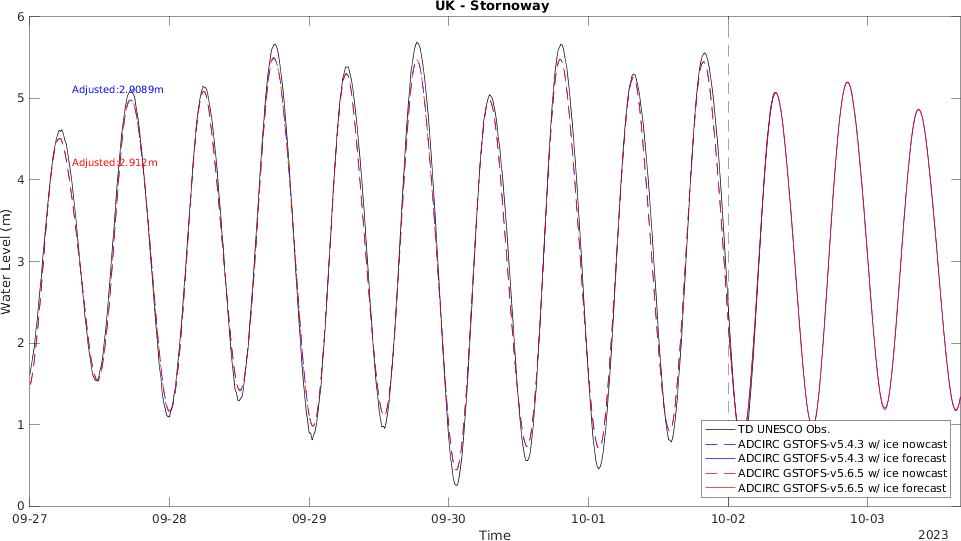 UK - Stornoway
6
5
4
3
2
1
0
Water Level (m)
Adjusted:2.9089m
Adjusted:2.912m
TD UNESCO Obs.
ADCIRC GSTOFS-v5.4.3 w/ ice nowcast
ADCIRC GSTOFS-v5.4.3 w/ ice forecast
ADCIRC GSTOFS-v5.6.5 w/ ice nowcast
ADCIRC GSTOFS-v5.6.5 w/ ice forecast
09-27 09-28 09-29 09-30 10-01 10-02 10-03
Time
2023